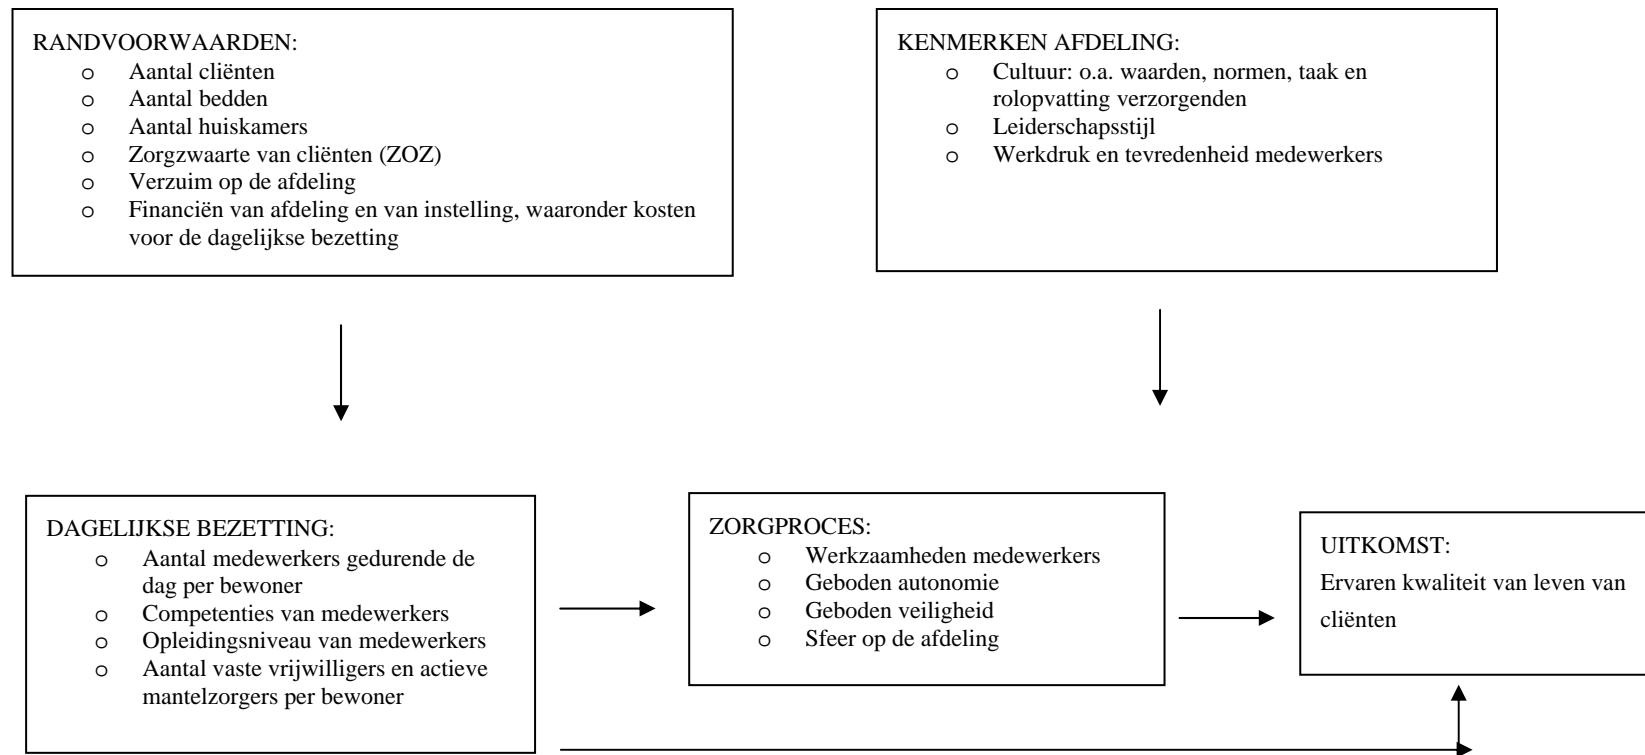 RANDVOORWAARDEN:
o Aantal cliënten
o Aantal bedden
o Aantal huiskamers
o Zorgzwaarte van cliënten (ZOZ)
o Verzuim op de afdeling
o Financiën van afdeling en van instelling, waaronder kosten
voor de dagelijkse bezetting
KENMERKEN AFDELING:
o Cultuur: o.a. waarden, normen, taak en
rolopvatting verzorgenden
o Leiderschapsstijl
o Werkdruk en tevredenheid medewerkers
DAGELIJKSE BEZETTING:
o Aantal medewerkers gedurende de
dag per bewoner
o Competenties van medewerkers
o Opleidingsniveau van medewerkers
o Aantal vaste vrijwilligers en actieve
mantelzorgers per bewoner
ZORGPROCES:
o Werkzaamheden medewerkers
o Geboden autonomie
o Geboden veiligheid
o Sfeer op de afdeling
UITKOMST:
Ervaren kwaliteit van leven van
cliënten